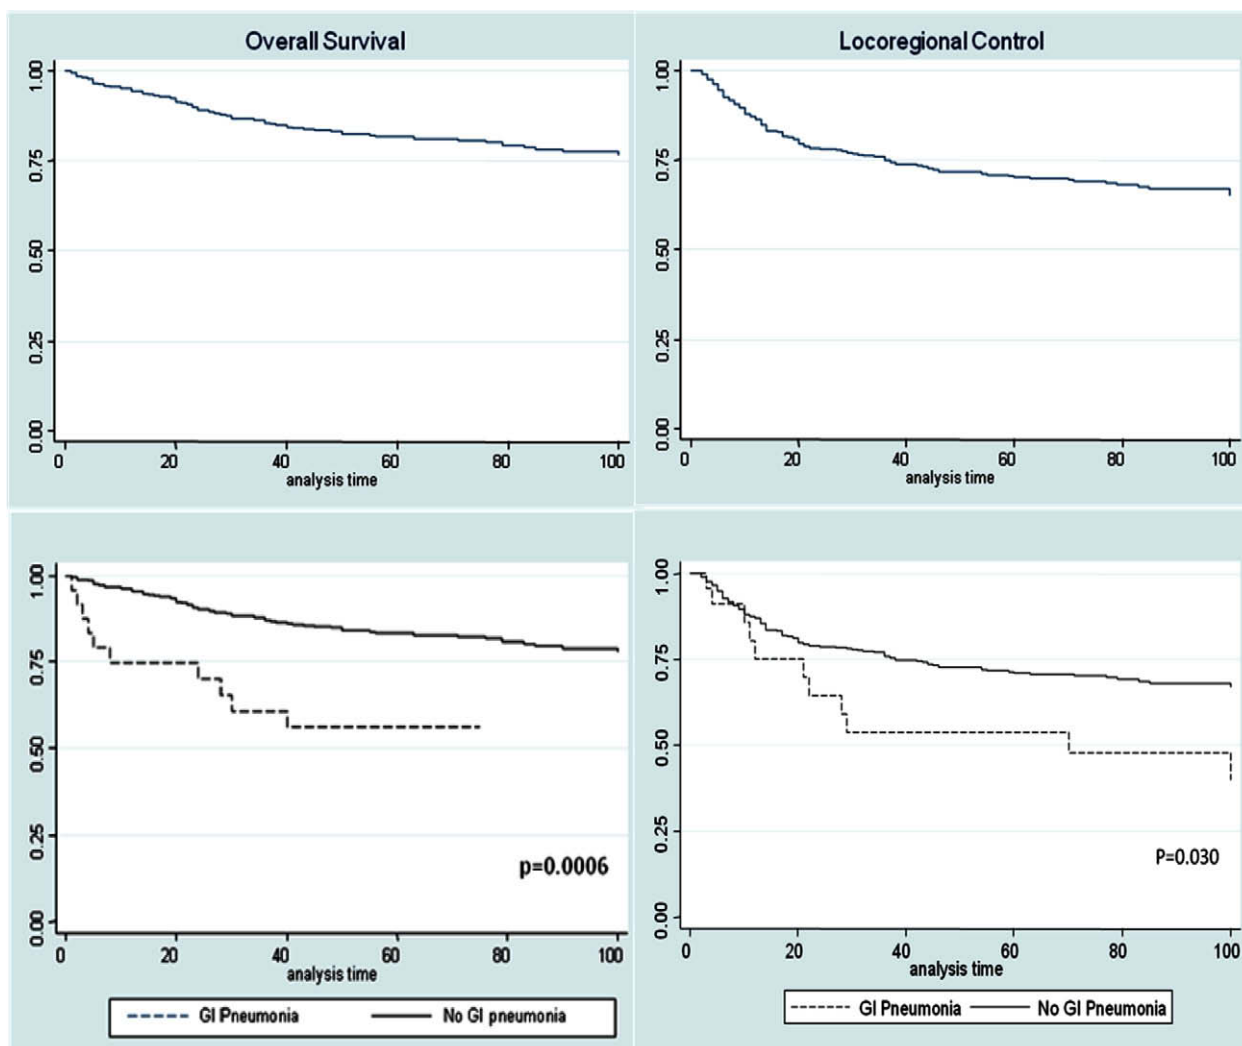 Overall Survival
1.00
0.75
0.50
0.25
0.00
0 20 40 60 80 100
analysis time
Locoregional Control
1.00
0.75
0.50
0.25
0.00
0 20 40 60 80 100
analysis time
1.00
0.75
0.50
0.25
0.00
p=0.0006
0 20 40 60 80 100
analysis time
GI Pneumonia No GI pneumonia
1.00
0.75
0.50
0.25
0.00
P=0.030
0 20 40 60 80 100
analysis time
GI Pneumonia No GI Pneumonia